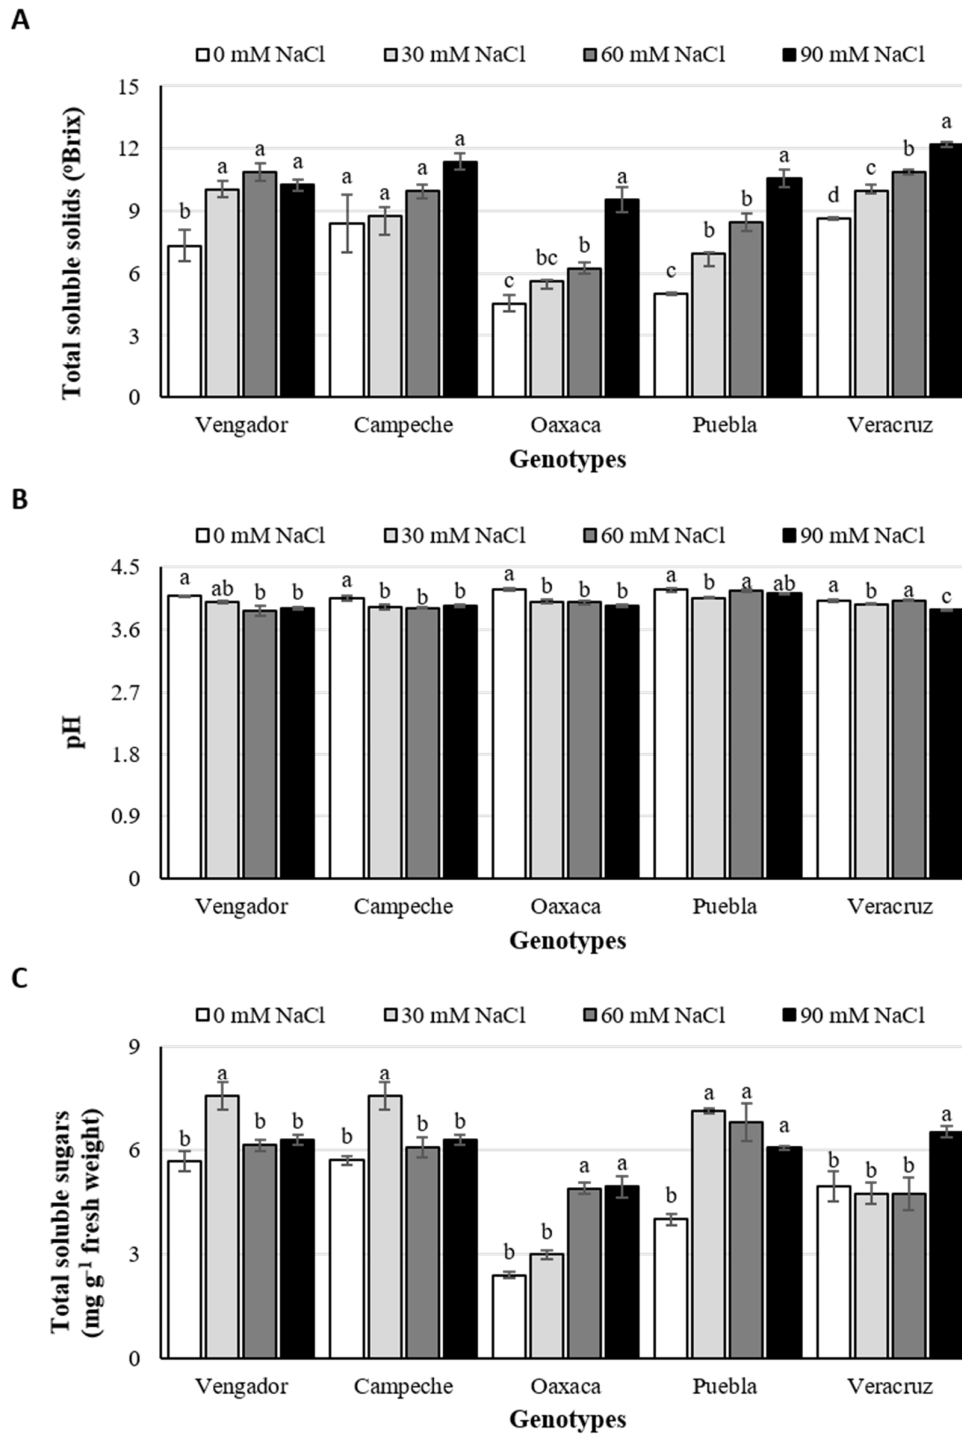 A
0 mM NaCl 30 mM NaCl 60 mM NaCl 90 mM NaCl
Total soluble solids (ºBrix)
15
12
9
6
3
0
b a a a
a a a a
c bc b a
c b b a
d c b a
Vengador Campeche Oaxaca Puebla Veracruz
Genotypes
B
0 mM NaCl 30 mM NaCl 60 mM NaCl 90 mM NaCl
pH
4.5
3.6
2.7
1.8
0.9
0
a ab b b
a b b b
a b b b
a b a ab
a b a c
Vengador Campeche Oaxaca Puebla Veracruz
Genotypes
C
0 mM NaCl 30 mM NaCl 60 mM NaCl 90 mM NaCl
Total soluble sugars
(mg g⁻¹ fresh weight)
9
6
3
0
b a b b
b a b b
b b a a
b a a a
b b b a
Vengador Campeche Oaxaca Puebla Veracruz
Genotypes